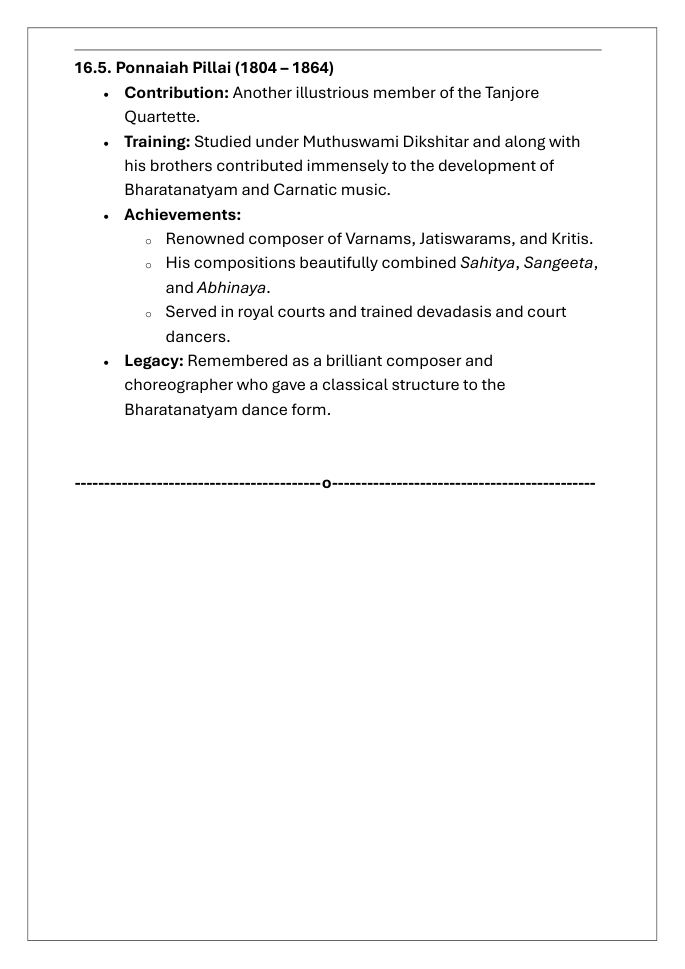 16.5. Ponnaiah Pillai (1804 – 1864)
• Contribution: Another illustrious member of the Tanjore
Quartette.
• Training: Studied under Muthuswami Dikshitar and along with
his brothers contributed immensely to the development of
Bharatanatyam and Carnatic music.
• Achievements:
○ Renowned composer of Varnams, Jatiswarams, and Kritis.
○ His compositions beautifully combined Sahitya, Sangeeta,
and Abhinaya.
○ Served in royal courts and trained devadasis and court
dancers.
• Legacy: Remembered as a brilliant composer and
choreographer who gave a classical structure to the
Bharatanatyam dance form.
------------------------------------------o---------------------------------------------